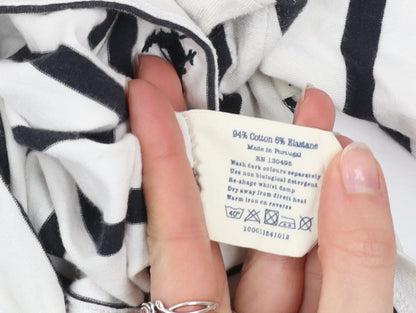 94% Cotton 6% Elastane
Made in Portugal
RN 130498
Wash dark colours separately
Use non biological detergent
Re-shape whilst damp
Dry away from direct heat
Warm iron on reverse
40°
100011541012